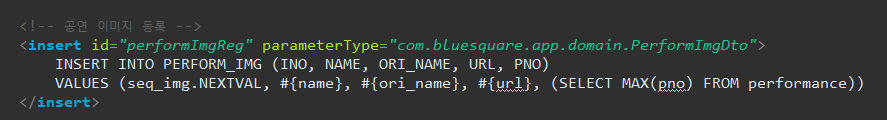 <!-- 공연 이미지 등록 -->
<insert id="performImgReg" parameterType="com.bluesquare.app.domain.PerformImgDto">
INSERT INTO PERFORM_IMG (INO, NAME, ORI_NAME, URL, PNO)
VALUES (seq_img.NEXTVAL, #{name}, #{ori_name}, #{url}, (SELECT MAX(pno) FROM performance))
</insert>